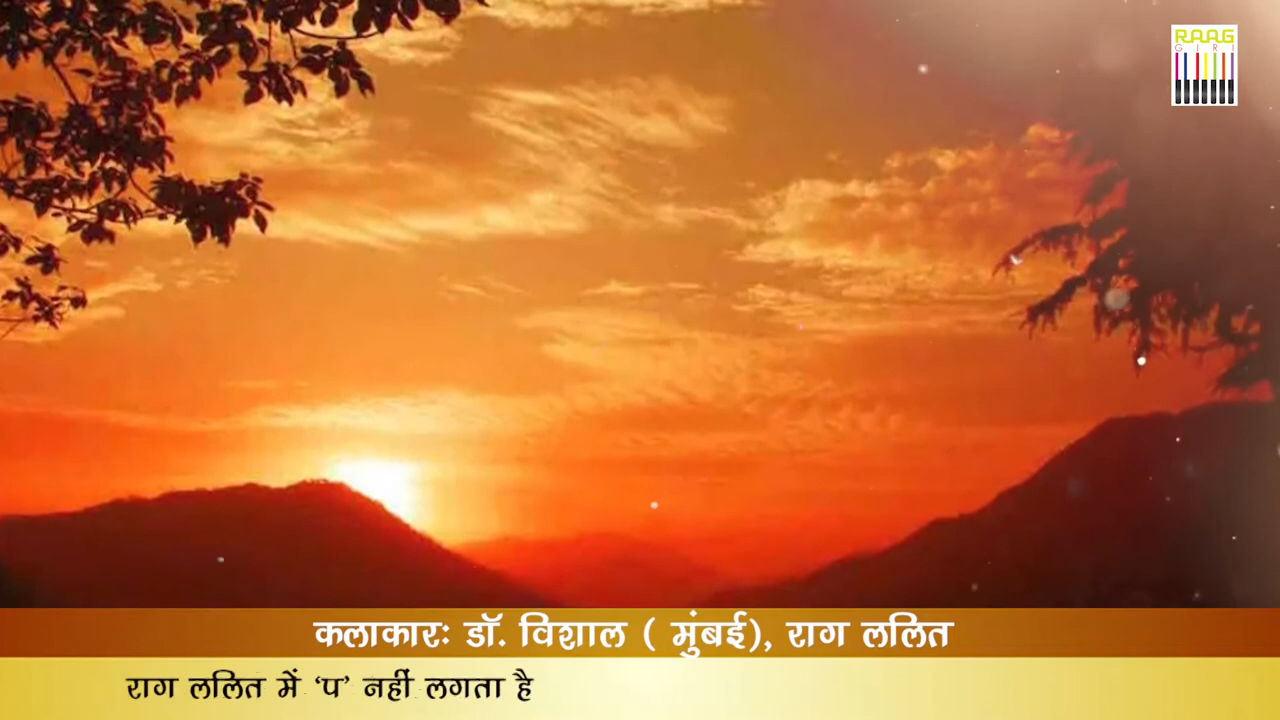 RAAG
GIRI
कलाकारः डॉ. विशाल ( मुंबई), राग ललित
राग ललित में ‘प’ नहीं लगता है